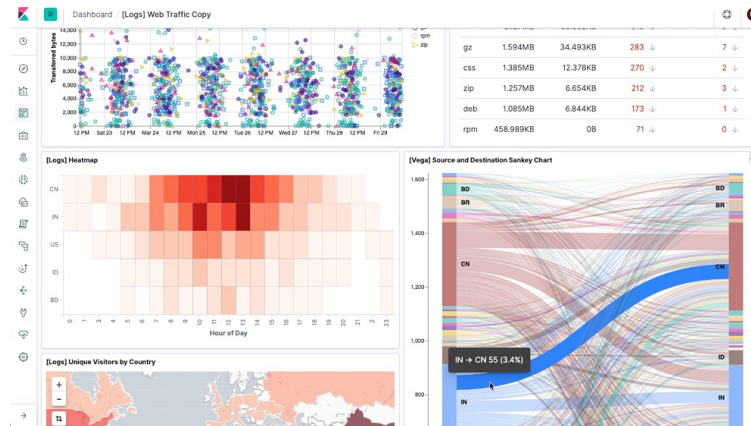 D Dashboard / [Logs] Web Traffic Copy
Transferred bytes
14,000
12,000
10,000
8,000
6,000
4,000
2,000
0
12 PM Sat 23 12 PM Mar 24 12 PM Mon 25 12 PM Tue 26 12 PM Wed 27 12 PM Thu 28 12 PM Fri 29
rpm
zip
gz 1.594MB 34.493KB 283 ↓ 7 ↓
css 1.385MB 12.378KB 270 ↓ 2 ↓
zip 1.257MB 6.654KB 212 ↓ 3 ↓
deb 1.085MB 6.844KB 173 ↓ 1 ↓
rpm 458.989KB 0B 71 ↓ 0 ↓
[Logs] Heatmap
CN
IN
US
ID
BD
0 1 2 3 4 5 6 7 8 9 10 11 12 13 14 15 16 17 18 19 20 21 22 23
Hour of Day
[Vega] Source and Destination Sankey Chart
1,600
1,400
1,200
1,000
800
BD
BR
CN
IN
BD
BR
CN
ID
IN
IN → CN 55 (3.4%)
[Logs] Unique Visitors by Country
+
−